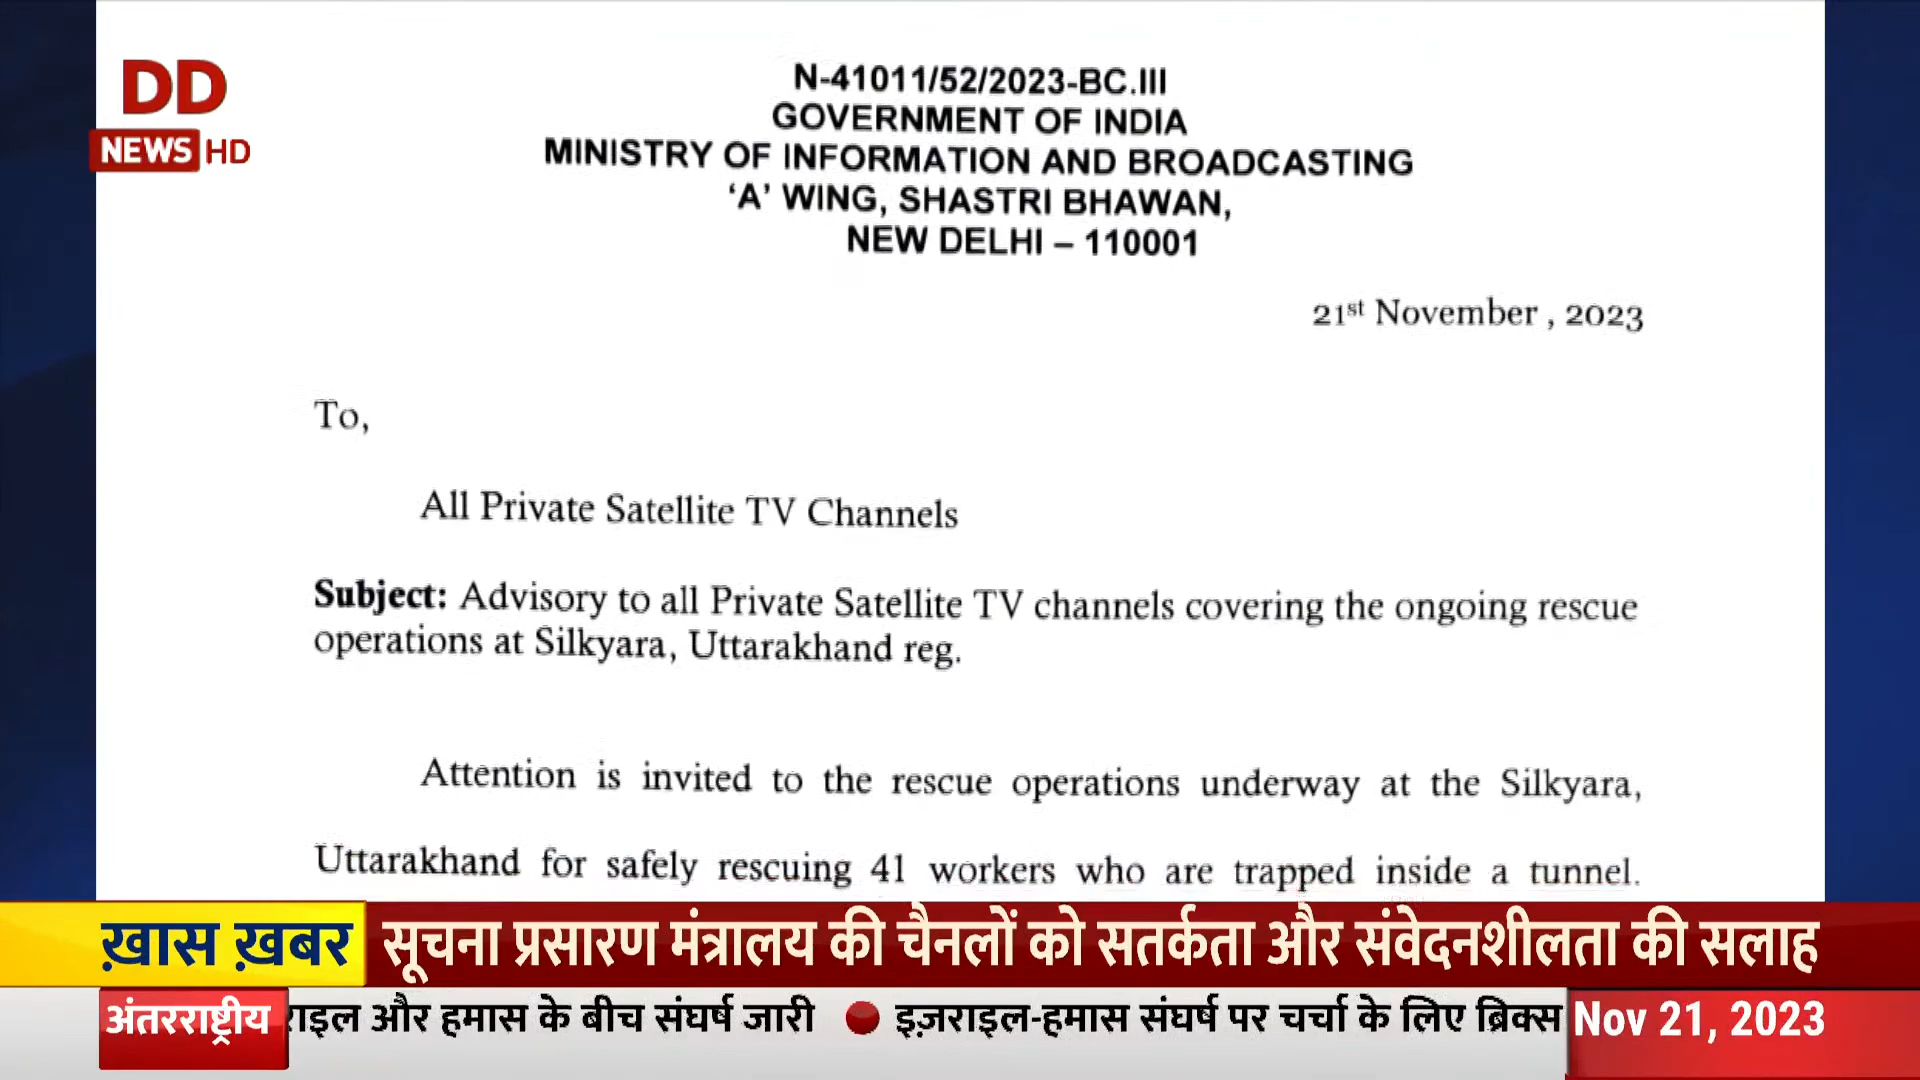 DD
NEWS HD
N-41011/52/2023-BC.III
GOVERNMENT OF INDIA
MINISTRY OF INFORMATION AND BROADCASTING
‘A’ WING, SHASTRI BHAWAN,
NEW DELHI – 110001
21st November , 2023
To,
All Private Satellite TV Channels
Subject: Advisory to all Private Satellite TV channels covering the ongoing rescue
operations at Silkyara, Uttarakhand reg.
Attention is invited to the rescue operations underway at the Silkyara,
Uttarakhand for safely rescuing 41 workers who are trapped inside a tunnel.
ख़ास ख़बर सूचना प्रसारण मंत्रालय की चैनलों को सतर्कता और संवेदनशीलता की सलाह
अंतरराष्ट्रीय राइल और हमास के बीच संघर्ष जारी ● इज़राइल-हमास संघर्ष पर चर्चा के लिए ब्रिक्स Nov 21, 2023